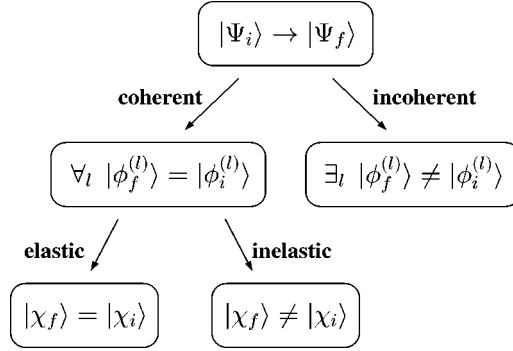 |Ψ_i⟩ → |Ψ_f⟩
coherent incoherent
∀_l |ϕ_f^{(l)}⟩ = |ϕ_i^{(l)}⟩ ∃_l |ϕ_f^{(l)}⟩ ≠ |ϕ_i^{(l)}⟩
elastic inelastic
|χ_f⟩ = |χ_i⟩ |χ_f⟩ ≠ |χ_i⟩